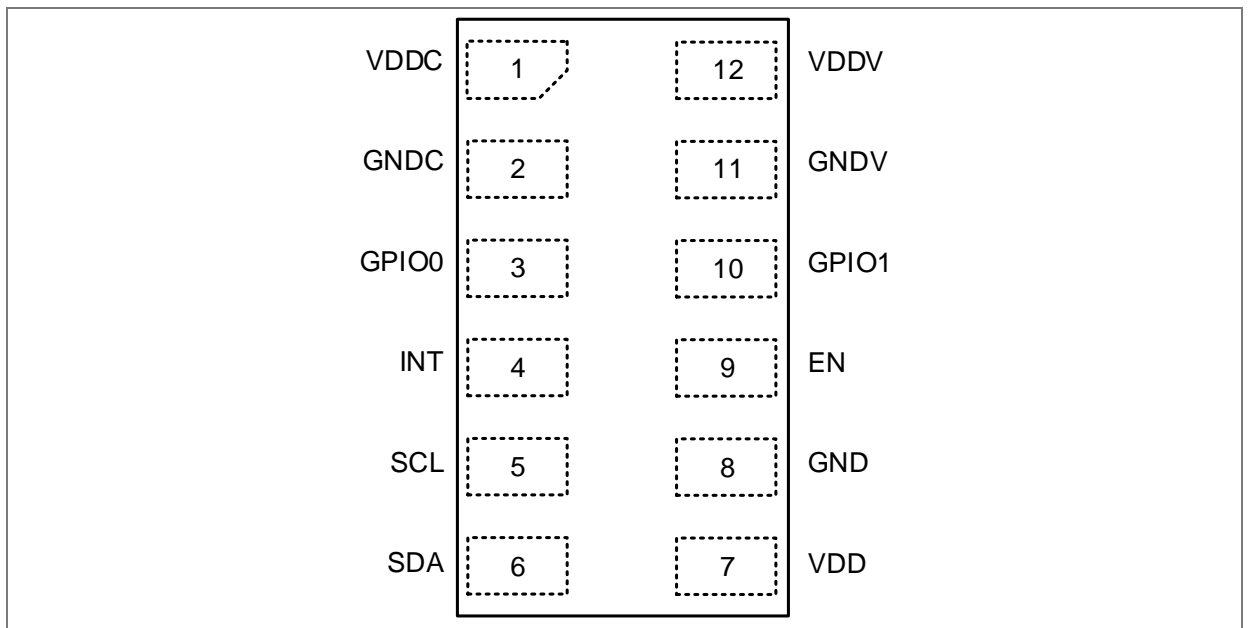 VDDC 1 12 VDDV
GNDC 2 11 GNDV
GPIO0 3 10 GPIO1
INT 4 9 EN
SCL 5 8 GND
SDA 6 7 VDD